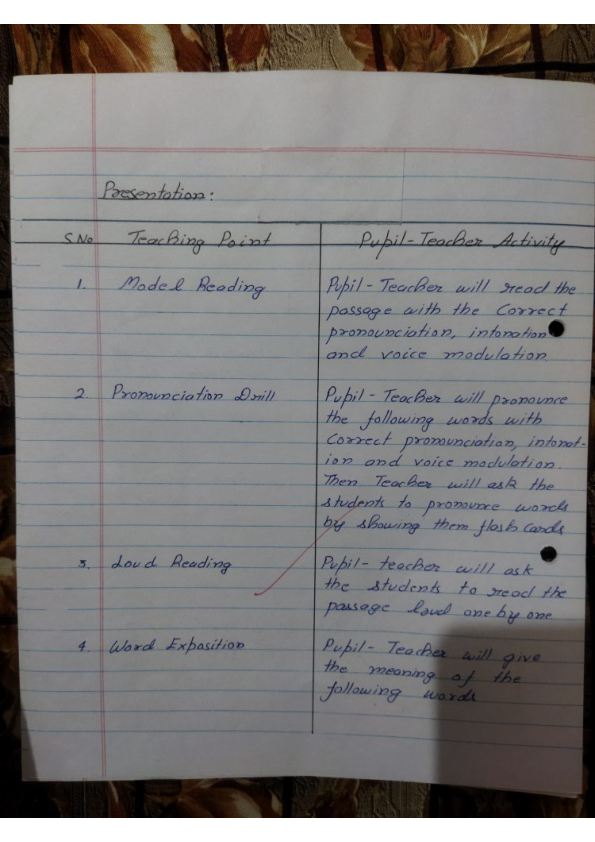 Presentation:
S.No Teaching Point Pupil-Teacher Activity
1. Model Reading Pupil-Teacher will read the
passage with the Correct
pronounciation, intonation
and voice modulation
2. Pronounciation Drill Pupil-Teacher will pronounce
the following words with
Correct pronounciation, intonat-
ion and voice modulation.
Then Teacher will ask the
students to pronounce words
by showing them flash Cards
3. Loud Reading Pupil-teacher will ask
the students to read the
passage loud one by one
4. Word Exposition Pupil-Teacher will give
the meaning of the
following words